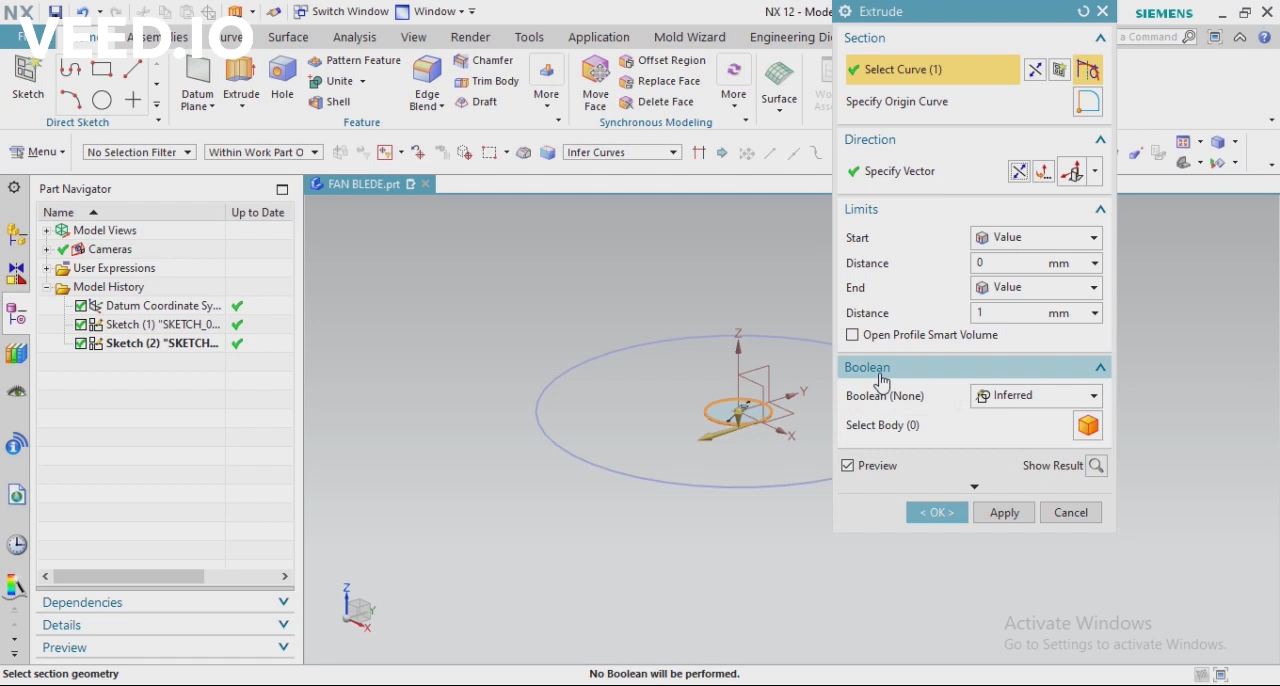 NX
Switch Window
Window
NX 12 - Mode
Extrude
SIEMENS
VEED.IO
Surface
Analysis
View
Render
Tools
Application
Mold Wizard
Engineering Di
a Command
Sketch
Datum Plane
Extrude
Hole
Pattern Feature
Unite
Shell
Edge Blend
Chamfer
Trim Body
Draft
More
Move Face
Offset Region
Replace Face
Delete Face
More
Surface
Direct Sketch
Feature
Synchronous Modeling
Menu
No Selection Filter
Within Work Part O
Infer Curves
Part Navigator
FAN BLEDE.prt
Name
Up to Date
Model Views
Cameras
User Expressions
Model History
Datum Coordinate Sy...
Sketch (1) "SKETCH_0...
Sketch (2) "SKETCH...
Dependencies
Details
Preview
Section
Select Curve (1)
Specify Origin Curve
Direction
Specify Vector
Limits
Start
Value
Distance
0 mm
End
Value
Distance
1 mm
Open Profile Smart Volume
Boolean
Boolean (None)
Inferred
Select Body (0)
Preview
Show Result
< OK >
Apply
Cancel
Z
Y
X
Z
Y
X
Activate Windows
Go to Settings to activate Windows.
Select section geometry
No Boolean will be performed.